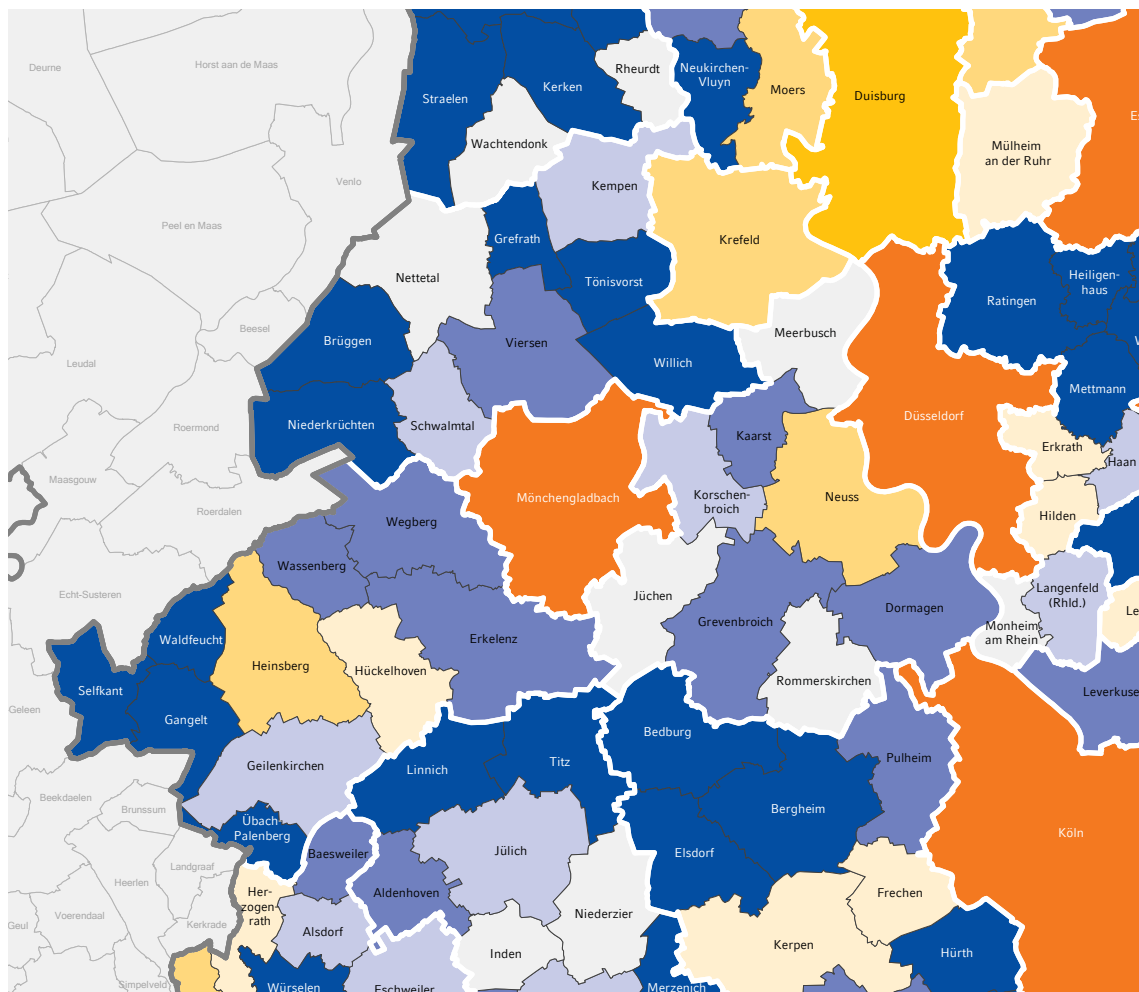 Deurne
Horst aan de Maas
Straelen
Kerken
Rheurdt
Neukirchen-
Vluyn
Moers
Duisburg
Wachtendonk
Mülheim
an der Ruhr
Venlo
Kempen
Peel en Maas
Grefrath
Krefeld
Nettetal
Tönisvorst
Heiligen-
haus
Ratingen
Beesel
Brüggen
Viersen
Meerbusch
Leudal
Willich
Mettmann
Roermond
Niederkrüchten
Schwalmtal
Kaarst
Düsseldorf
Erkrath
Haan
Maasgouw
Roerdalen
Mönchengladbach
Korschen-
broich
Neuss
Hilden
Wegberg
Wassenberg
Echt-Susteren
Jüchen
Grevenbroich
Dormagen
Langenfeld
(Rhld.)
Monheim
am Rhein
Waldfeucht
Heinsberg
Hückelhoven
Erkelenz
Selfkant
Rommerskirchen
Leverkuse
Geleen
Gangelt
Bedburg
Geilenkirchen
Linnich
Titz
Pulheim
Beekdaelen
Brunssum
Übach-
Palenberg
Bergheim
Köln
Baesweiler
Jülich
Elsdorf
Landgraaf
Heerlen
Her-
zogen-
rath
Aldenhoven
Frechen
Voerendaal
Kerkrade
Alsdorf
Niederzier
Kerpen
Inden
Hürth
Simpelveld
Würselen
Eschweiler
Merzenich